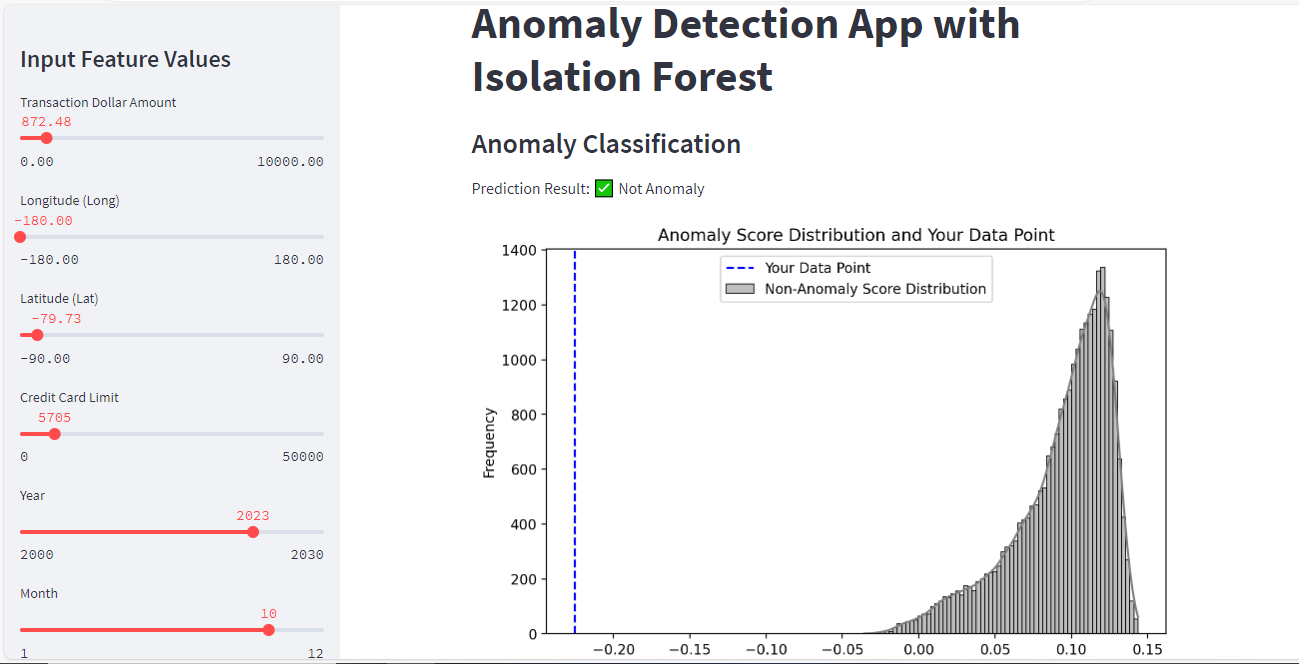 Input Feature Values
Transaction Dollar Amount
872.48
0.00 10000.00
Longitude (Long)
-180.00
-180.00 180.00
Latitude (Lat)
-79.73
-90.00 90.00
Credit Card Limit
5705
0 50000
Year
2023
2000 2030
Month
10
1 12
Anomaly Detection App with
Isolation Forest
Anomaly Classification
Prediction Result: ✅ Not Anomaly
Anomaly Score Distribution and Your Data Point
Your Data Point
Non-Anomaly Score Distribution
Frequency
1400
1200
1000
800
600
400
200
0
−0.20 −0.15 −0.10 −0.05 0.00 0.05 0.10 0.15